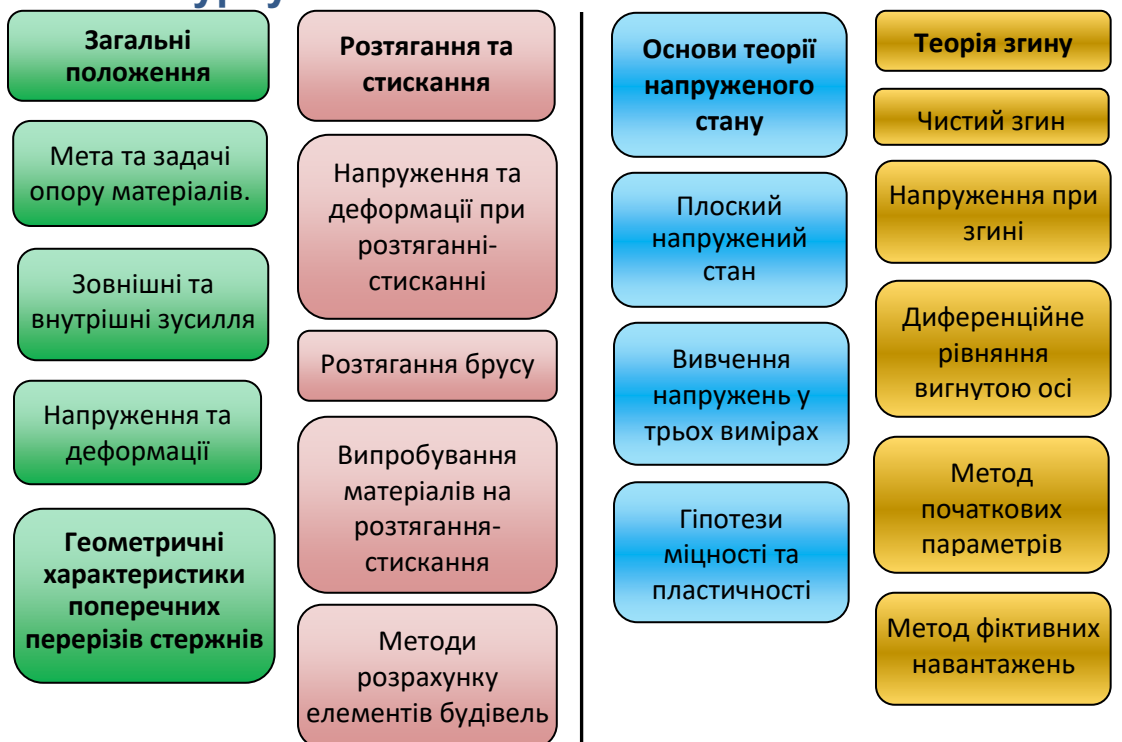 Загальні
положення
Мета та задачі
опору матеріалів.
Зовнішні та
внутрішні зусилля
Напруження та
деформації
Геометричні
характеристики
поперечних
перерізів стержнів
Розтягання та
стискання
Напруження та
деформації при
розтяганні-
стисканні
Розтягання брусу
Випробування
матеріалів на
розтягання-
стискання
Методи
розрахунку
елементів будівель
Основи теорії
напруженого
стану
Плоский
напружений
стан
Вивчення
напружень у
трьох вимірах
Гіпотези
міцності та
пластичності
Теорія згину
Чистий згин
Напруження при
згині
Диференційне
рівняння
вигнутою осі
Метод
початкових
параметрів
Метод фіктивних
навантажень